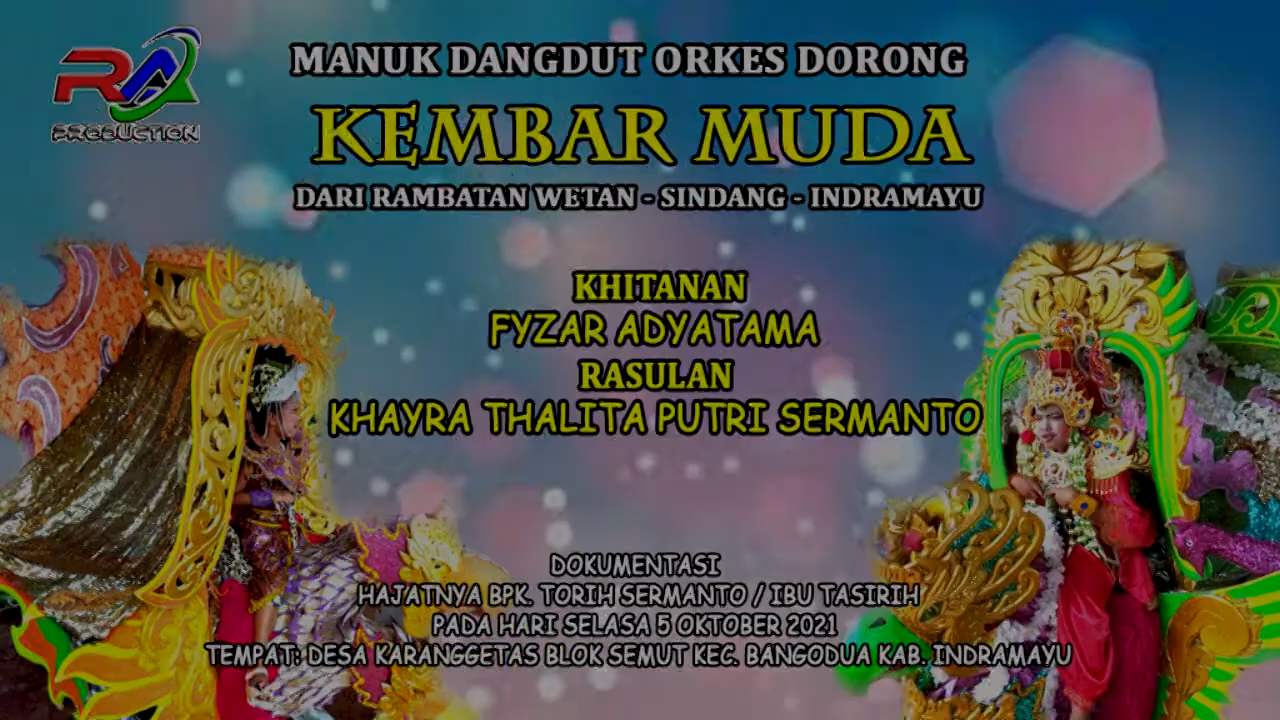 RA
PRODUCTION
MANUK DANGDUT ORKES DORONG
KEMBAR MUDA
DARI RAMBATAN WETAN - SINDANG - INDRAMAYU
KHITANAN
FYZAR ADYATAMA
RASULAN
KHAYRA THALITA PUTRI SERMANTO
DOKUMENTASI
HAJATNYA BPK. TORIH SERMANTO / IBU TASIRIH
PADA HARI SELASA 5 OKTOBER 2021
TEMPAT: DESA KARANGGETAS BLOK SEMUT KEC. BANGODUA KAB. INDRAMAYU